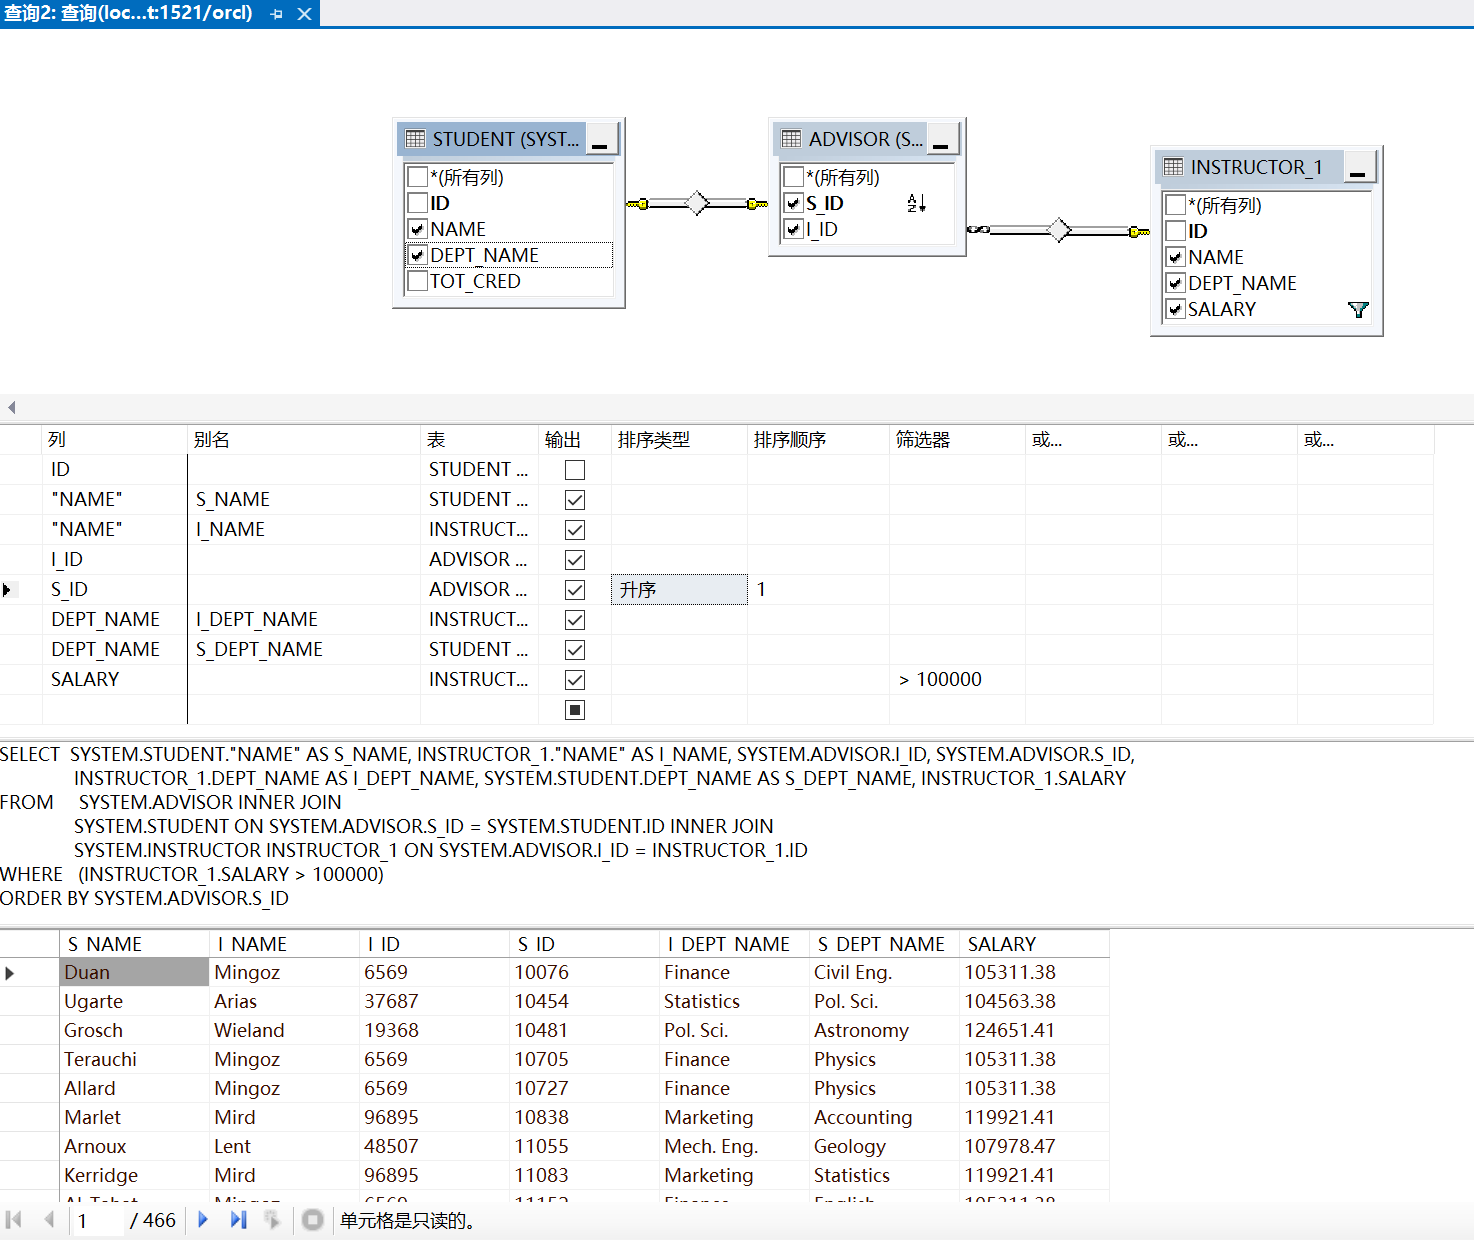 查询2: 查询(loc...t:1521/orcl)
STUDENT (SYST...
*(所有列)
ID
NAME
DEPT_NAME
TOT_CRED
ADVISOR (S...
*(所有列)
S_ID
I_ID
INSTRUCTOR_1
*(所有列)
ID
NAME
DEPT_NAME
SALARY
列 别名 表 输出 排序类型 排序顺序 筛选器 或... 或... 或...
ID STUDENT ...
"NAME" S_NAME STUDENT ...
"NAME" I_NAME INSTRUCT...
I_ID ADVISOR ...
S_ID ADVISOR ... 升序 1
DEPT_NAME I_DEPT_NAME INSTRUCT...
DEPT_NAME S_DEPT_NAME STUDENT ...
SALARY INSTRUCT... > 100000
SELECT SYSTEM.STUDENT."NAME" AS S_NAME, INSTRUCTOR_1."NAME" AS I_NAME, SYSTEM.ADVISOR.I_ID, SYSTEM.ADVISOR.S_ID,
INSTRUCTOR_1.DEPT_NAME AS I_DEPT_NAME, SYSTEM.STUDENT.DEPT_NAME AS S_DEPT_NAME, INSTRUCTOR_1.SALARY
FROM SYSTEM.ADVISOR INNER JOIN
SYSTEM.STUDENT ON SYSTEM.ADVISOR.S_ID = SYSTEM.STUDENT.ID INNER JOIN
SYSTEM.INSTRUCTOR INSTRUCTOR_1 ON SYSTEM.ADVISOR.I_ID = INSTRUCTOR_1.ID
WHERE (INSTRUCTOR_1.SALARY > 100000)
ORDER BY SYSTEM.ADVISOR.S_ID
S_NAME I_NAME I_ID S_ID I_DEPT_NAME S_DEPT_NAME SALARY
Duan Mingoz 6569 10076 Finance Civil Eng. 105311.38
Ugarte Arias 37687 10454 Statistics Pol. Sci. 104563.38
Grosch Wieland 19368 10481 Pol. Sci. Astronomy 124651.41
Terauchi Mingoz 6569 10705 Finance Physics 105311.38
Allard Mingoz 6569 10727 Finance Physics 105311.38
Marlet Mird 96895 10838 Marketing Accounting 119921.41
Arnoux Lent 48507 11055 Mech. Eng. Geology 107978.47
Kerridge Mird 96895 11083 Marketing Statistics 119921.41
Mingoz 6569 Finance English 105311.38
1 / 466 单元格是只读的。